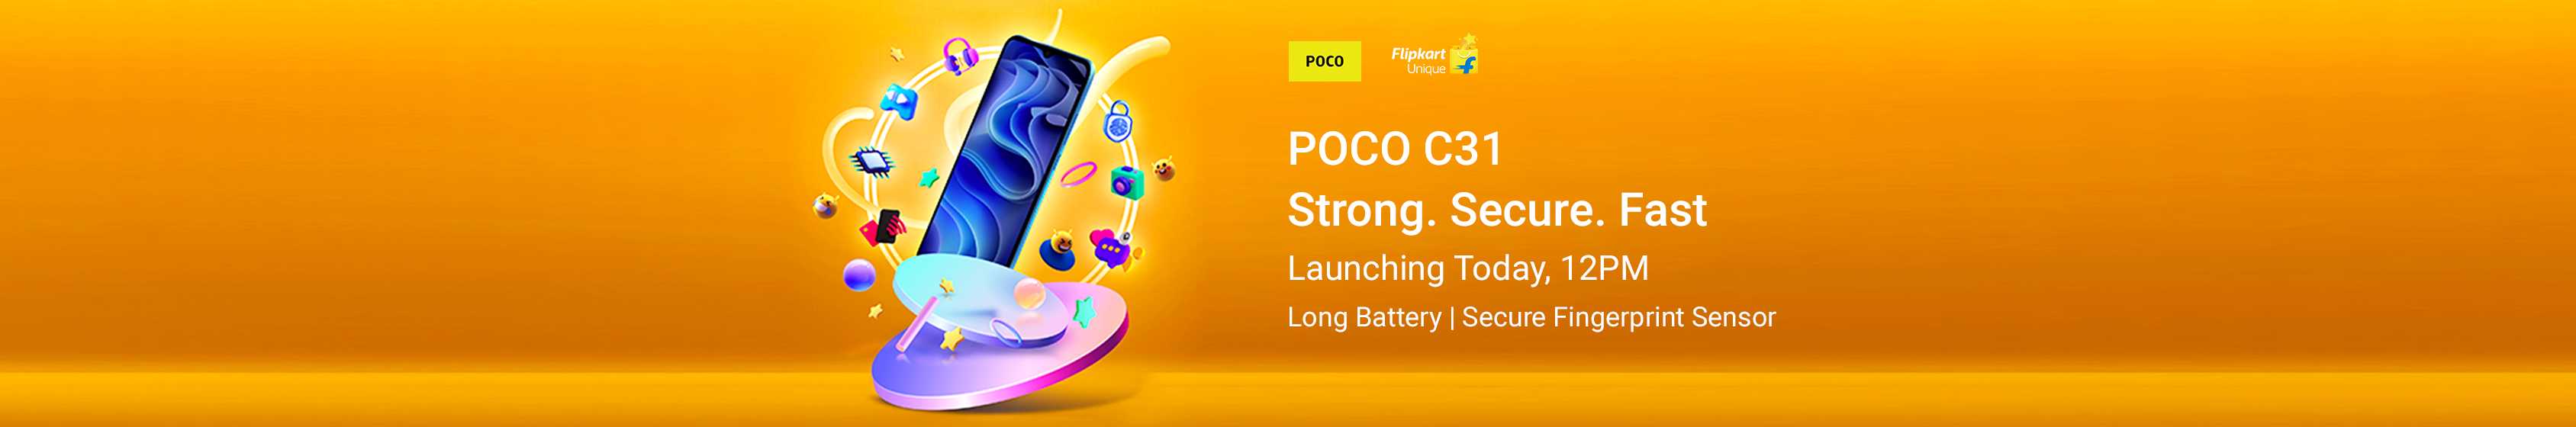 POCO
Flipkart
Unique
POCO C31
Strong. Secure. Fast
Launching Today, 12PM
Long Battery | Secure Fingerprint Sensor